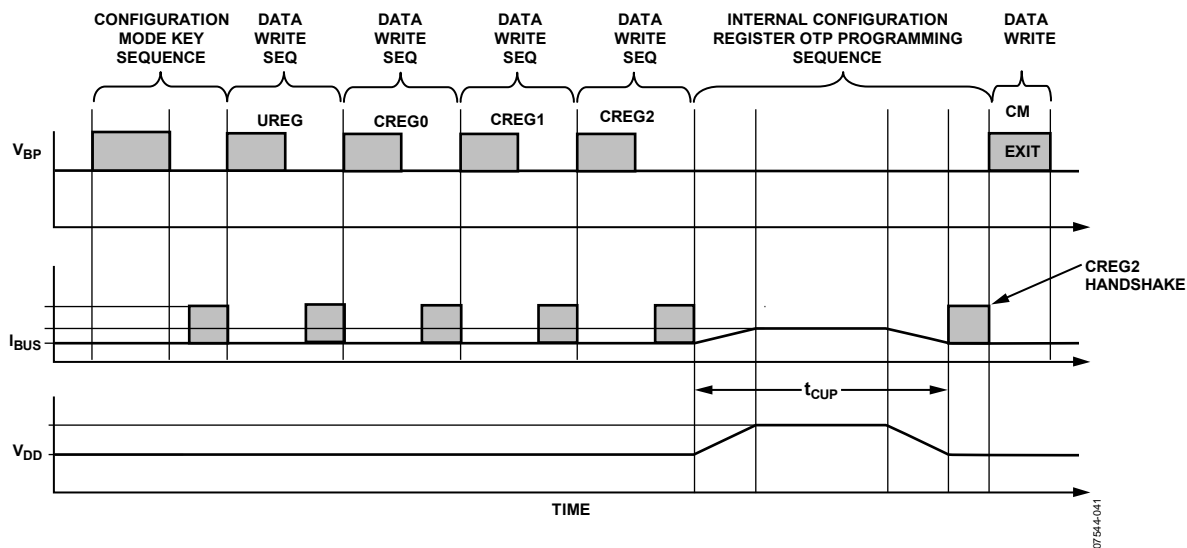 CONFIGURATION
MODE KEY
SEQUENCE
DATA
WRITE
SEQ
DATA
WRITE
SEQ
DATA
WRITE
SEQ
DATA
WRITE
SEQ
INTERNAL CONFIGURATION
REGISTER OTP PROGRAMMING
SEQUENCE
DATA
WRITE
UREG
CREG0
CREG1
CREG2
CM
VBP
EXIT
CREG2
HANDSHAKE
IBUS
tCUP
VDD
TIME
07544-041